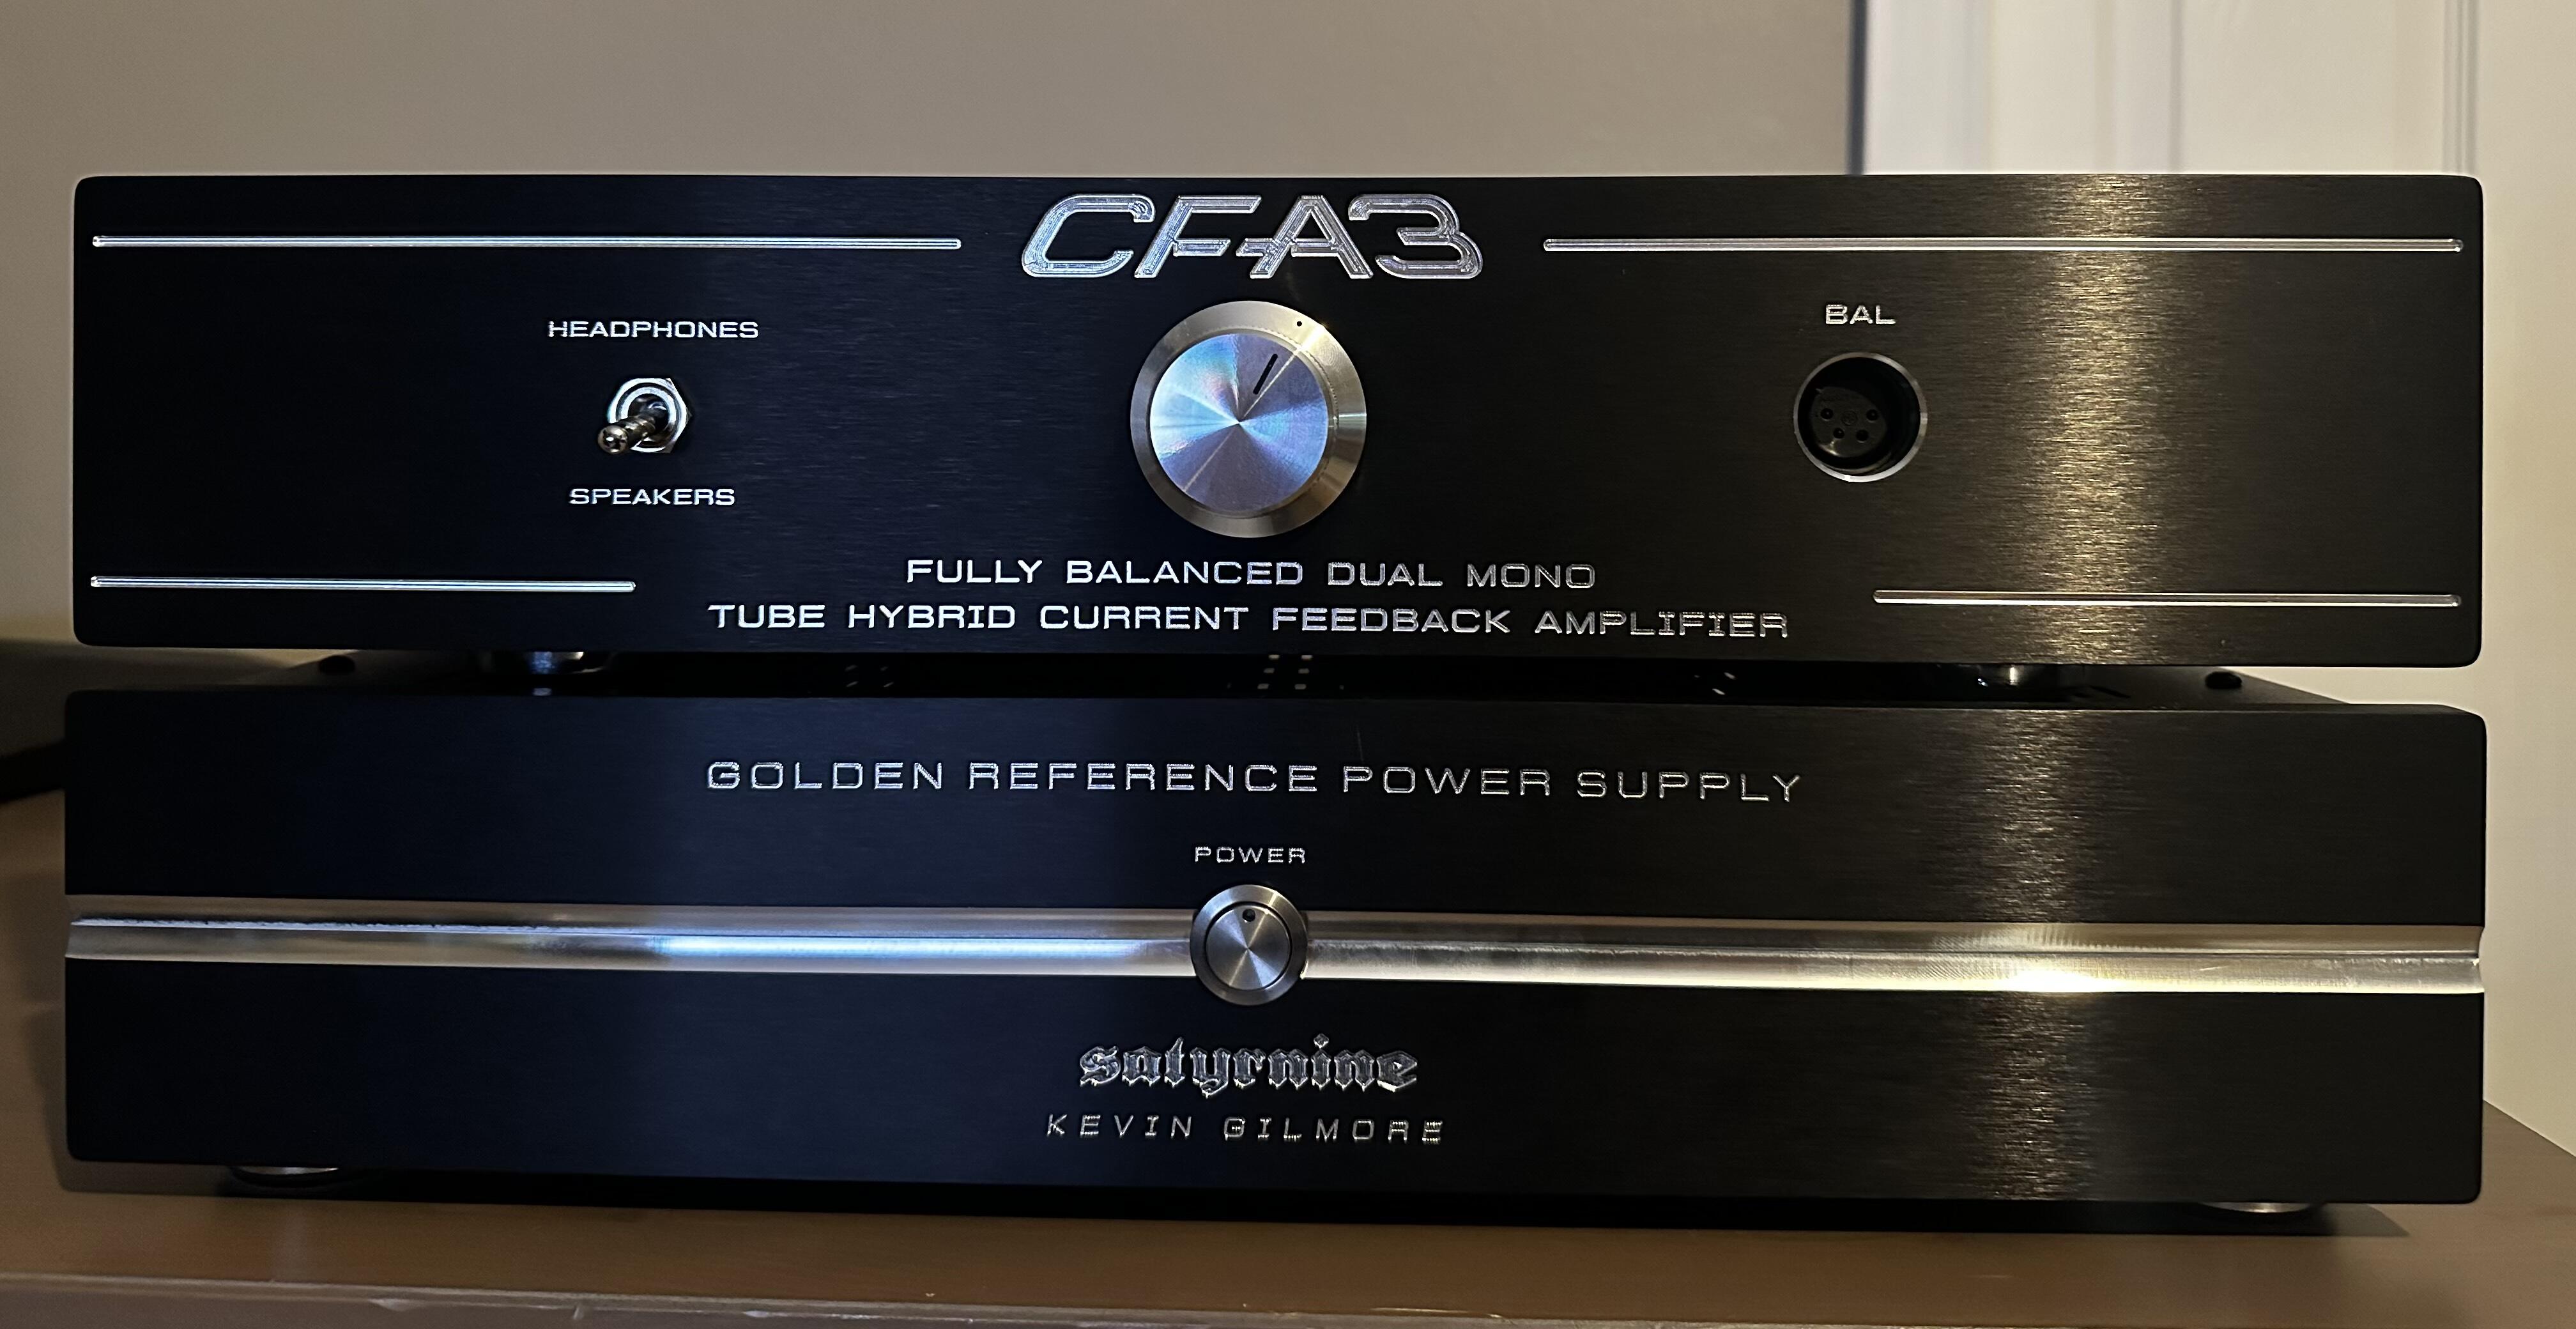 CFA3
HEADPHONES
BAL
SPEAKERS
FULLY BALANCED DUAL MONO
TUBE HYBRID CURRENT FEEDBACK AMPLIFIER
GOLDEN REFERENCE POWER SUPPLY
POWER
satyrnine
KEVIN GILMORE